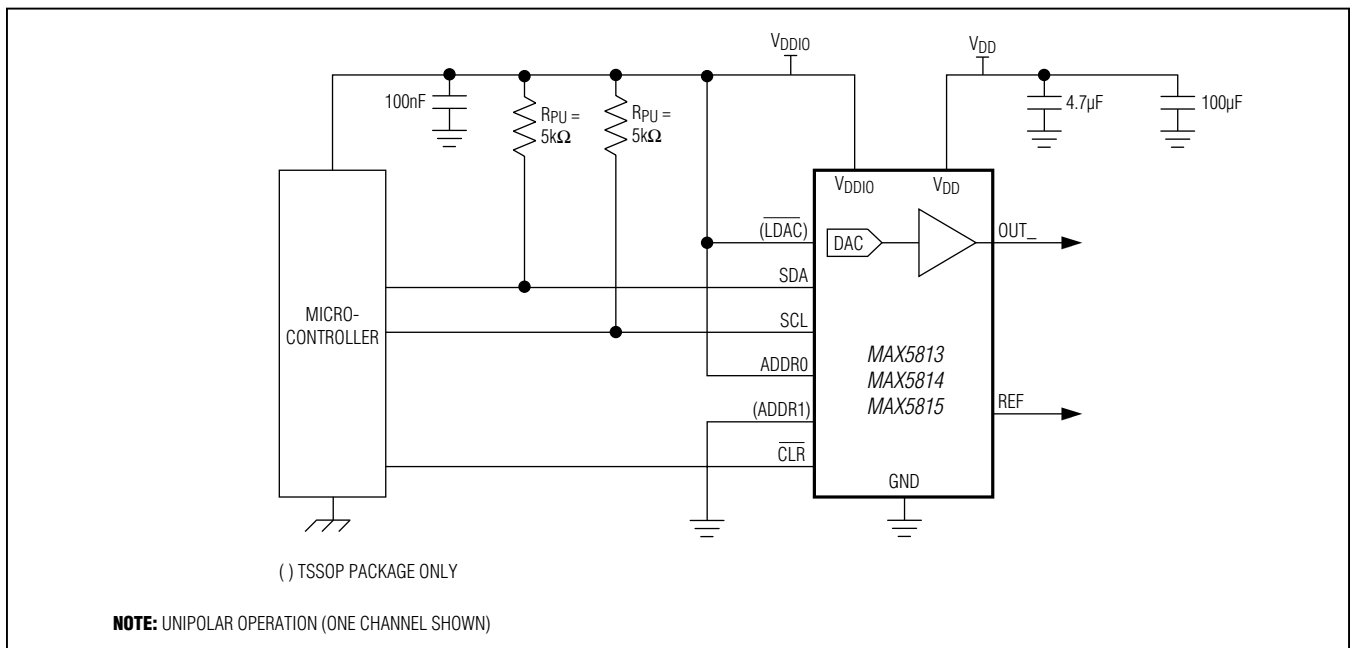 VDDIO
VDD
100nF
RPU =
5kΩ
RPU =
5kΩ
4.7µF
100µF
VDDIO
VDD
(LDAC)
DAC
OUT_
SDA
MICRO-
CONTROLLER
SCL
MAX5813
MAX5814
MAX5815
ADDR0
(ADDR1)
REF
CLR
GND
( ) TSSOP PACKAGE ONLY
NOTE: UNIPOLAR OPERATION (ONE CHANNEL SHOWN)